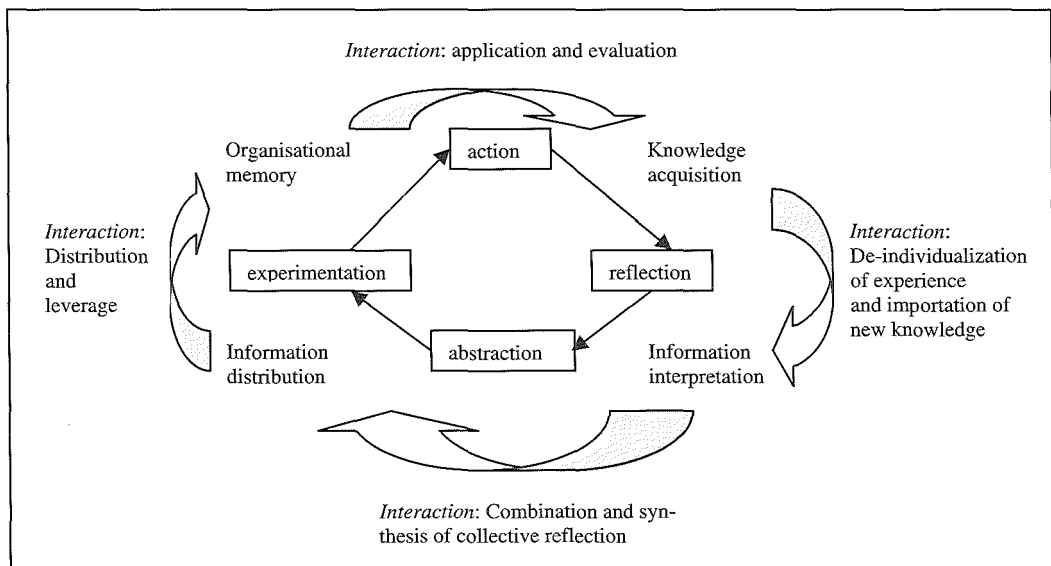 Interaction: application and evaluation
Organisational
memory
action
Knowledge
acquisition
Interaction:
Distribution
and
leverage
experimentation
reflection
Interaction:
De-individualization
of experience
and importation of
new knowledge
Information
distribution
abstraction
Information
interpretation
Interaction: Combination and syn-
thesis of collective reflection